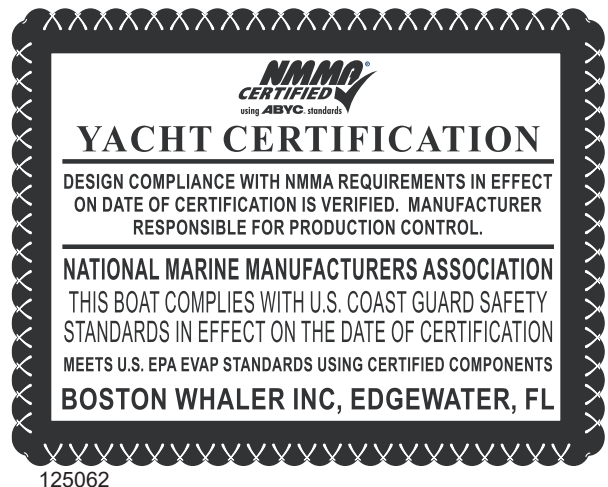 NMMA®
CERTIFIED
using ABYC® standards
YACHT CERTIFICATION
DESIGN COMPLIANCE WITH NMMA REQUIREMENTS IN EFFECT
ON DATE OF CERTIFICATION IS VERIFIED. MANUFACTURER
RESPONSIBLE FOR PRODUCTION CONTROL.
NATIONAL MARINE MANUFACTURERS ASSOCIATION
THIS BOAT COMPLIES WITH U.S. COAST GUARD SAFETY
STANDARDS IN EFFECT ON THE DATE OF CERTIFICATION
MEETS U.S. EPA EVAP STANDARDS USING CERTIFIED COMPONENTS
BOSTON WHALER INC, EDGEWATER, FL
125062